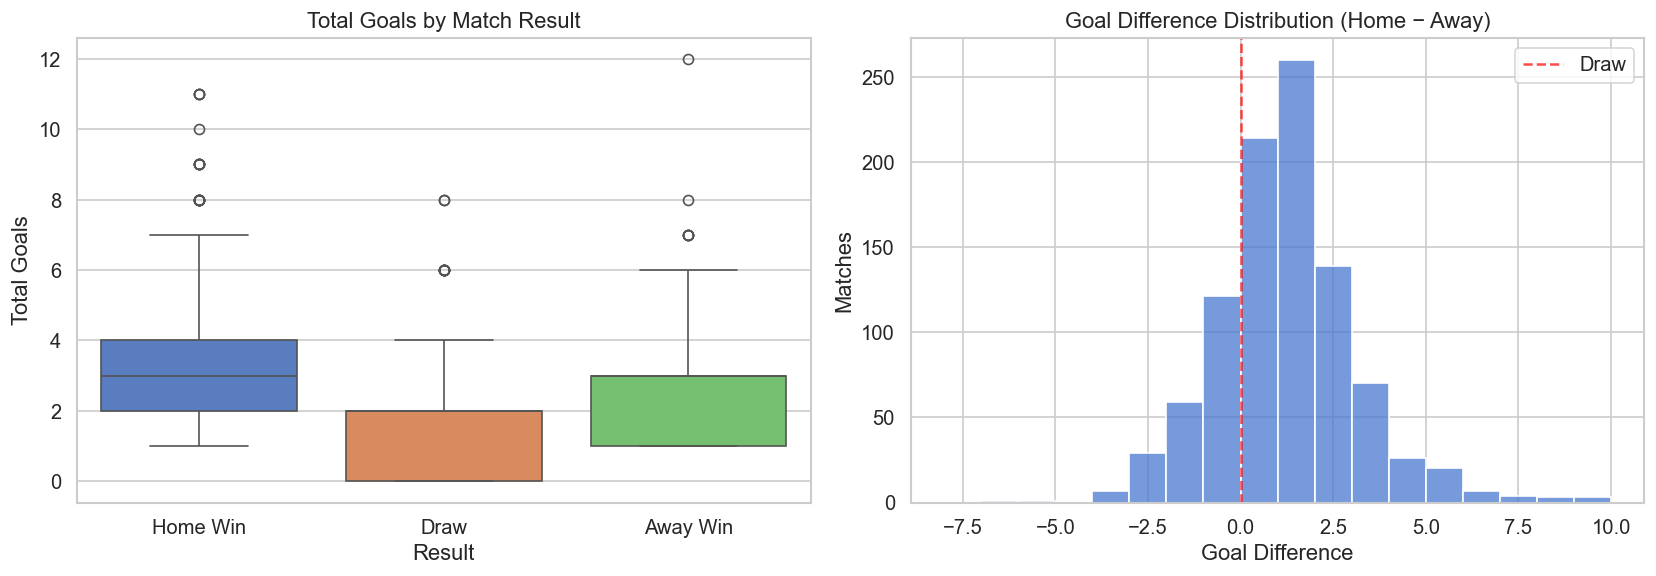 Total Goals by Match Result
12
10
8
6
4
2
0
Total Goals
Home Win
Draw
Away Win
Result
Goal Difference Distribution (Home − Away)
Draw
250
200
150
100
50
0
Matches
−7.5
−5.0
−2.5
0.0
2.5
5.0
7.5
10.0
Goal Difference